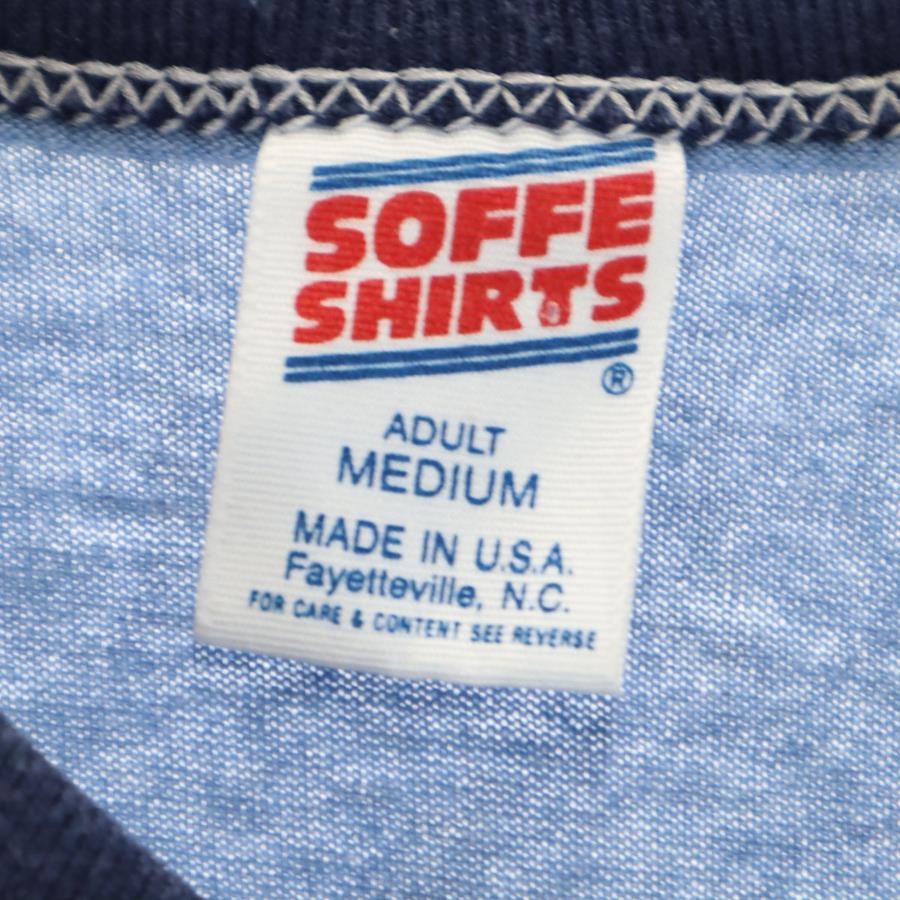 SOFFE
SHIRTS
®
ADULT
MEDIUM
MADE IN U.S.A.
Fayetteville, N.C.
FOR CARE & CONTENT SEE REVERSE